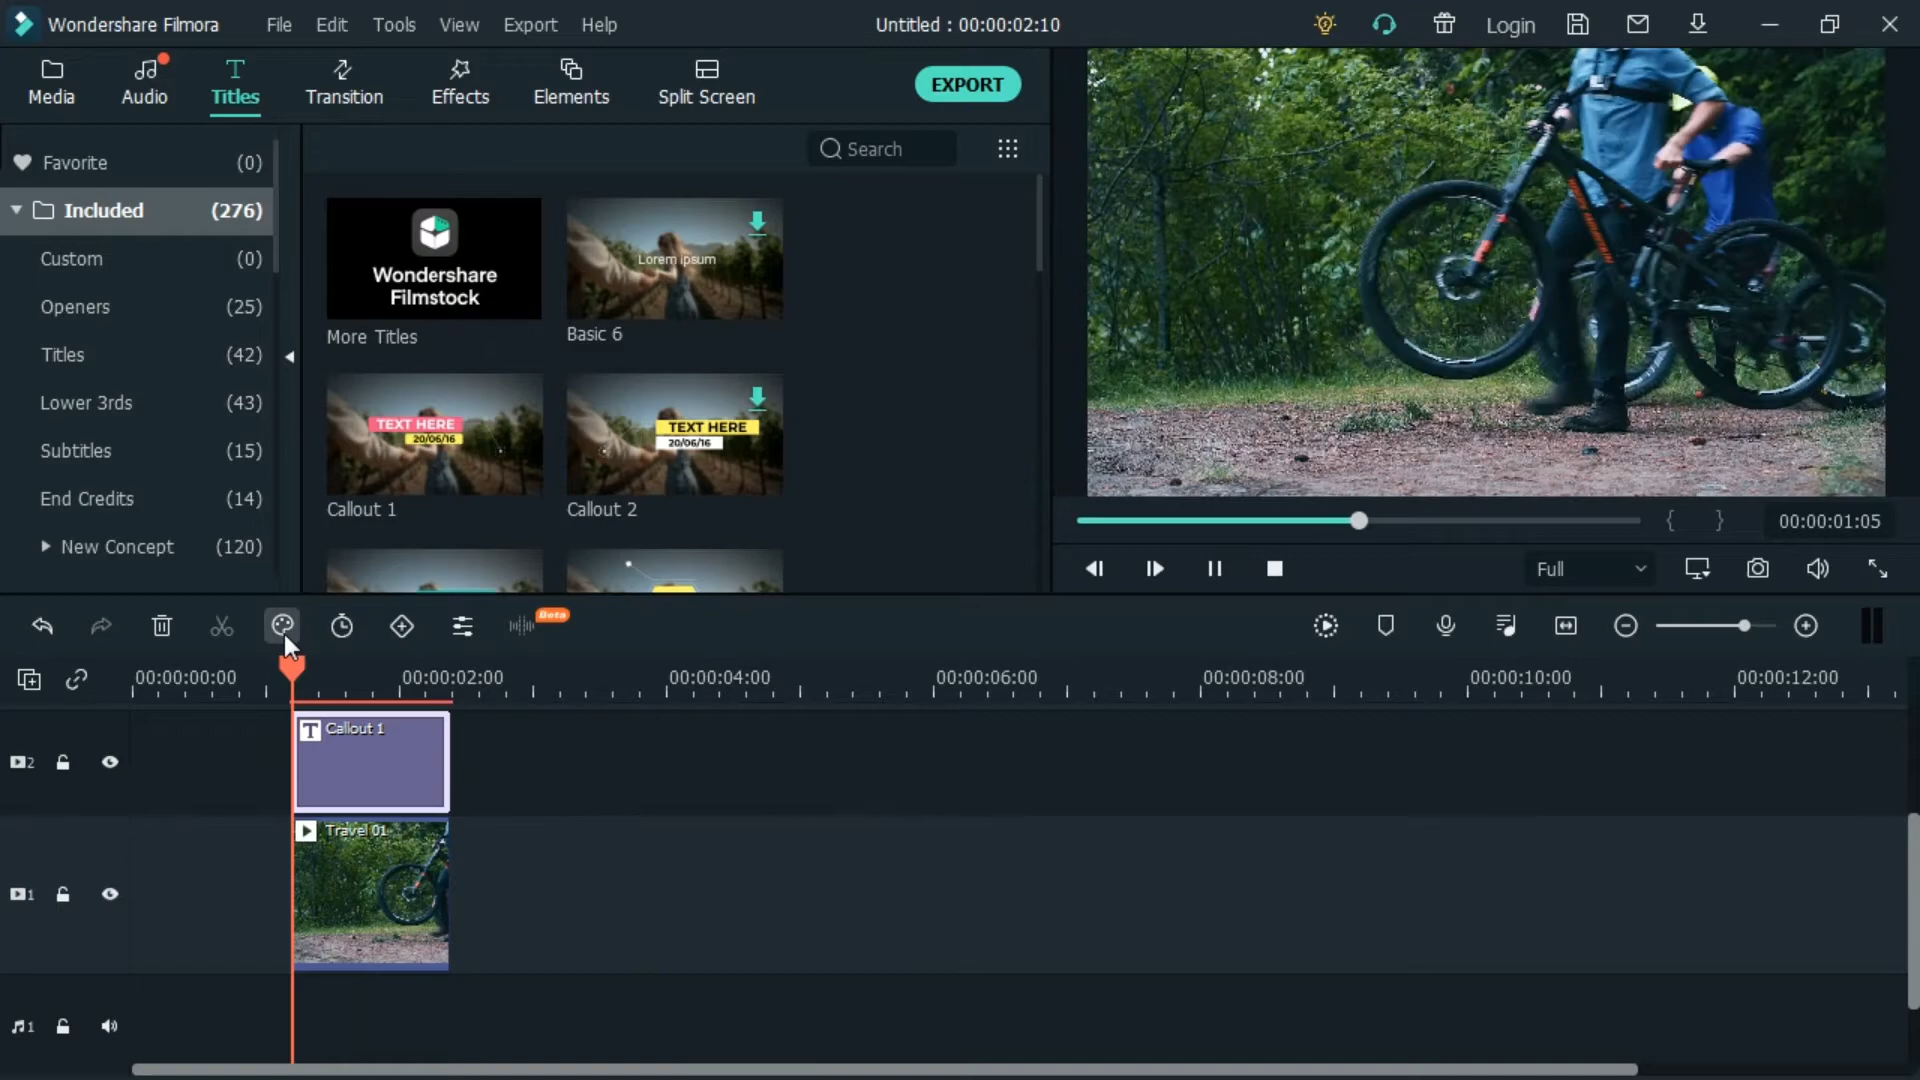 Wondershare Filmora
File
Edit
Tools
View
Export
Help
Untitled : 00:00:02:10
Login
Media
Audio
Titles
Transition
Effects
Elements
Split Screen
EXPORT
Favorite (0)
Included (276)
Custom (0)
Openers (25)
Titles (42)
Lower 3rds (43)
Subtitles (15)
End Credits (14)
New Concept (120)
Search
Wondershare
Filmstock
More Titles
Lorem ipsum
Basic 6
TEXT HERE
20/06/16
Callout 1
TEXT HERE
20/06/16
Callout 2
{ }
00:00:01:05
Full
Beta
00:00:00:00
00:00:02:00
00:00:04:00
00:00:06:00
00:00:08:00
00:00:10:00
00:00:12:00
2
T Callout 1
1
Travel 01
1